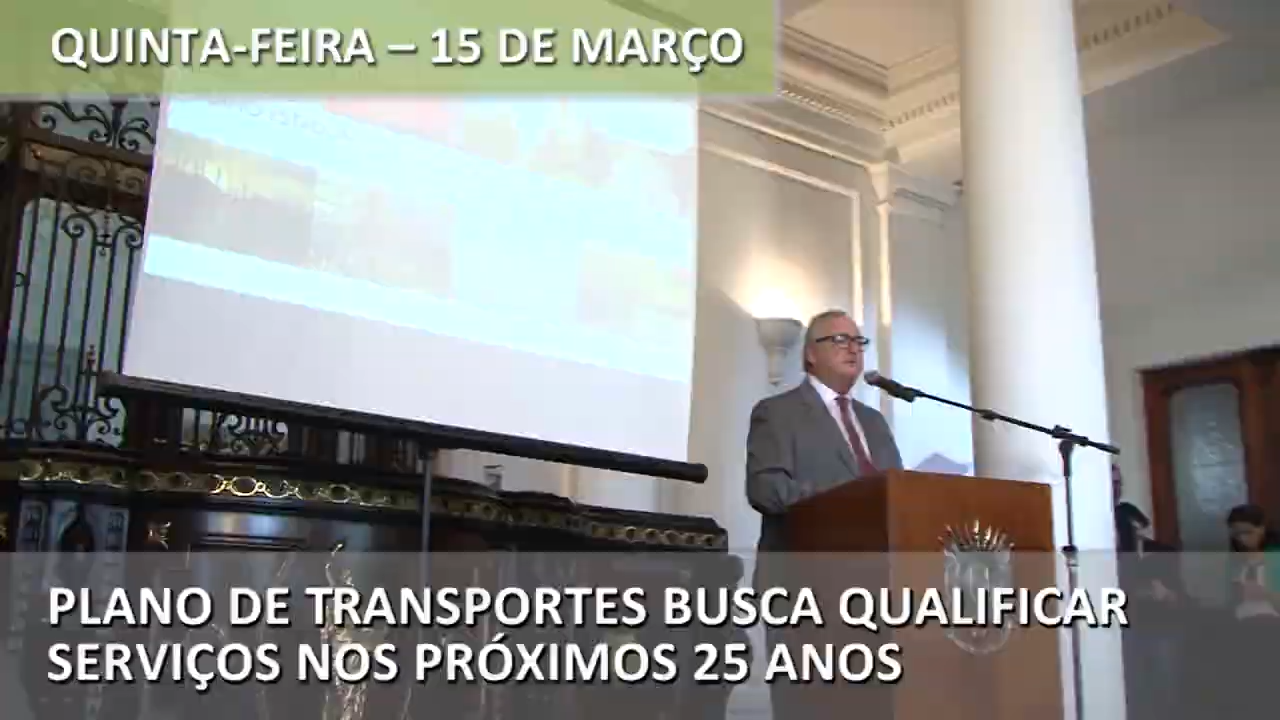 QUINTA-FEIRA – 15 DE MARÇO
PLANO DE TRANSPORTES BUSCA QUALIFICAR
SERVIÇOS NOS PRÓXIMOS 25 ANOS